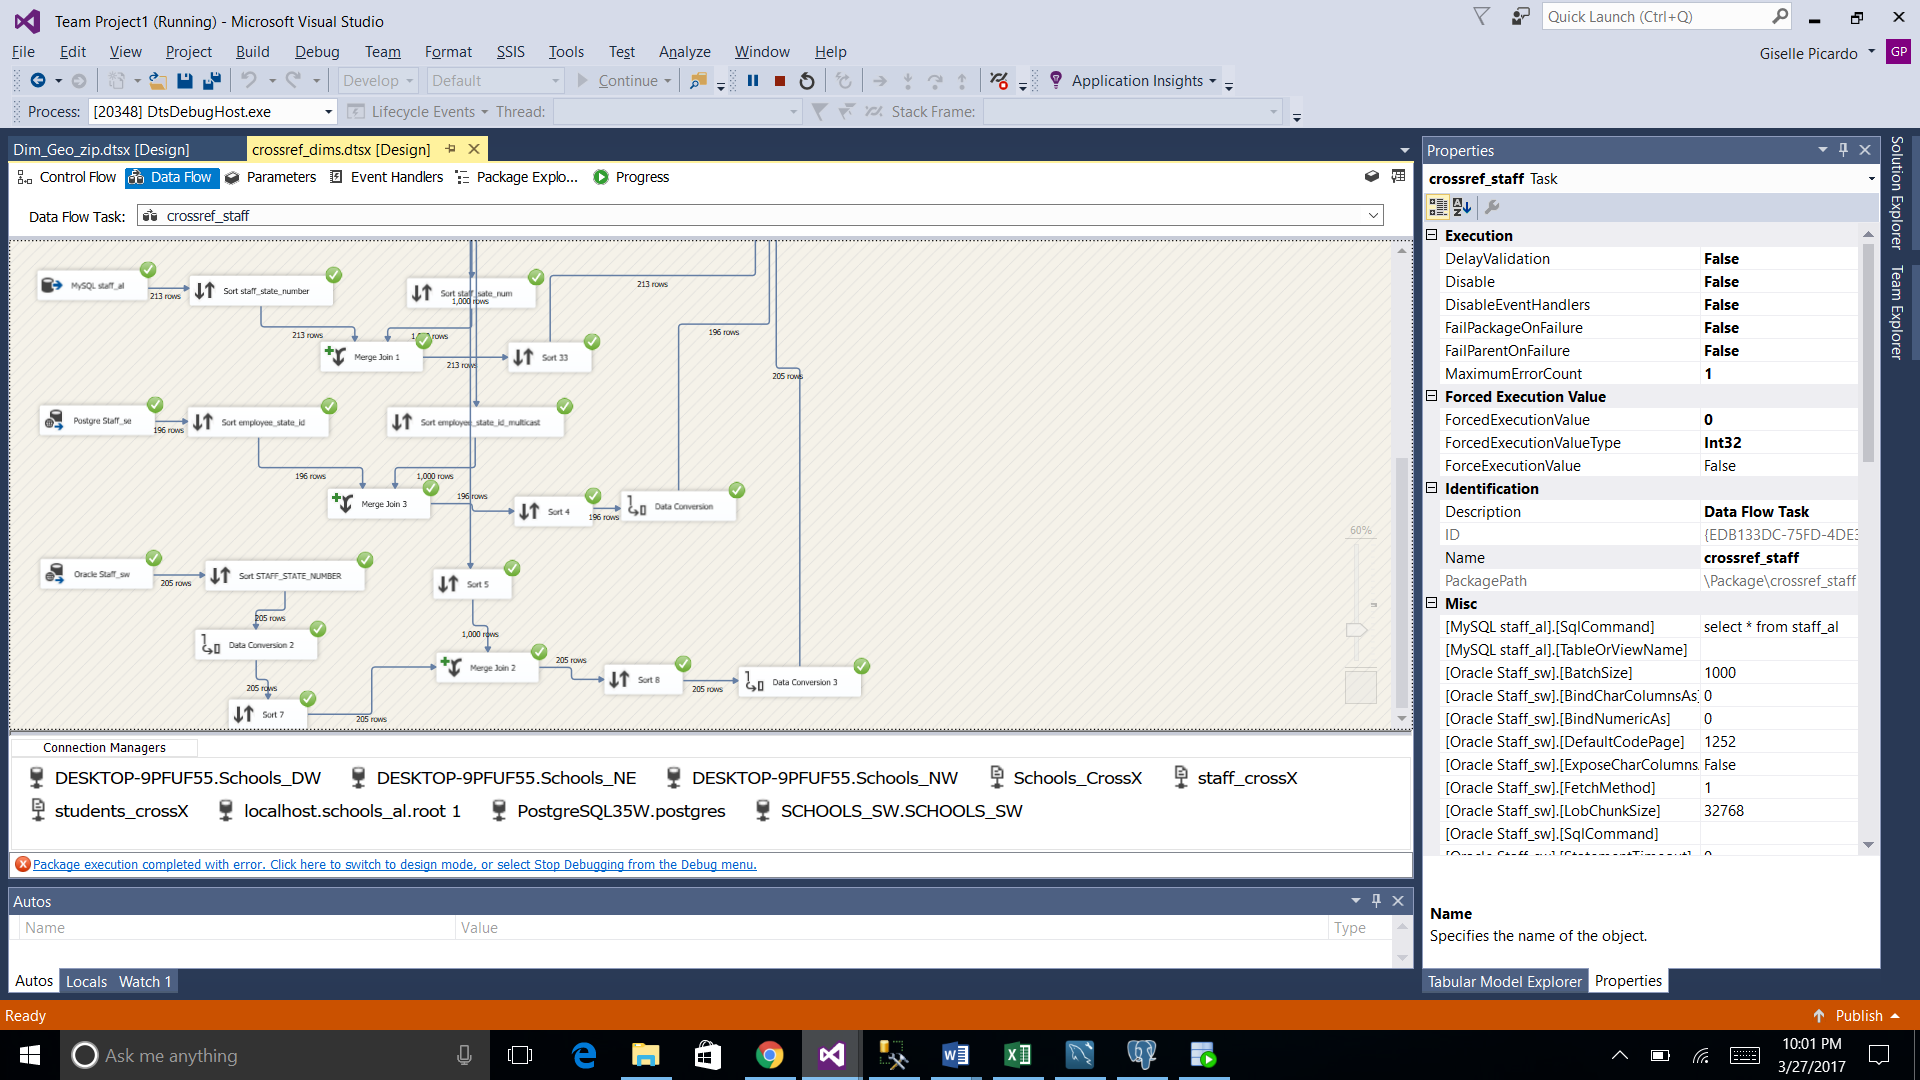 Team Project1 (Running) - Microsoft Visual Studio
Quick Launch (Ctrl+Q)
File Edit View Project Build Debug Team Format SSIS Tools Test Analyze Window Help
Giselle Picardo GP
Develop Default Continue Application Insights
Process: [20348] DtsDebugHost.exe Lifecycle Events Thread: Stack Frame:
Dim_Geo_zip.dtsx [Design] crossref_dims.dtsx [Design]
Control Flow Data Flow Parameters Event Handlers Package Explo... Progress
Data Flow Task: crossref_staff
MySQL staff_al
213 rows
Sort staff_state_number
1,000 rows
213 rows
213 rows
Merge Join 1
213 rows
Sort 33
196 rows
205 rows
Postgre Staff_se
196 rows
Sort employee_state_id
Sort employee_state_id_multicast
196 rows
1,000 rows
Merge Join 3
196 rows
Sort 4
196 rows
Data Conversion
60%
Oracle Staff_sw
205 rows
Sort STAFF_STATE_NUMBER
Sort 5
205 rows
Data Conversion 2
1,000 rows
205 rows
Merge Join 2
205 rows
Sort 8
205 rows
Data Conversion 3
Sort 7
205 rows
Connection Managers
DESKTOP-9PFUF55.Schools_DW DESKTOP-9PFUF55.Schools_NE DESKTOP-9PFUF55.Schools_NW Schools_CrossX staff_crossX
students_crossX localhost.schools_al.root 1 PostgreSQL35W.postgres SCHOOLS_SW.SCHOOLS_SW
Package execution completed with error. Click here to switch to design mode, or select Stop Debugging from the Debug menu.
Autos
Name Value Type
Autos Locals Watch 1
Properties
crossref_staff Task
Execution
DelayValidation False
Disable False
DisableEventHandlers False
FailPackageOnFailure False
FailParentOnFailure False
MaximumErrorCount 1
Forced Execution Value
ForcedExecutionValue 0
ForcedExecutionValueType Int32
ForceExecutionValue False
Identification
Description Data Flow Task
ID {EDB133DC-75FD-4DE3
Name crossref_staff
PackagePath \Package\crossref_staff
Misc
[MySQL staff_al].[SqlCommand] select * from staff_al
[MySQL staff_al].[TableOrViewName]
[Oracle Staff_sw].[BatchSize] 1000
[Oracle Staff_sw].[BindCharColumnsAs] 0
[Oracle Staff_sw].[BindNumericAs] 0
[Oracle Staff_sw].[DefaultCodePage] 1252
[Oracle Staff_sw].[ExposeCharColumns False
[Oracle Staff_sw].[FetchMethod] 1
[Oracle Staff_sw].[LobChunkSize] 32768
[Oracle Staff_sw].[SqlCommand]
Name
Specifies the name of the object.
Tabular Model Explorer Properties
Solution Explorer
Team Explorer
Ready
Publish
Ask me anything
10:01 PM
3/27/2017